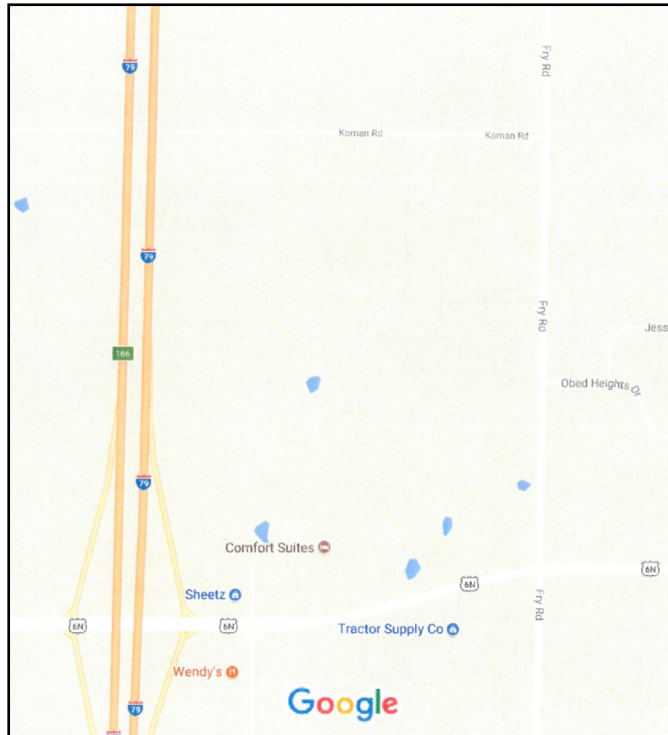 79
Fry Rd
Koman Rd
Koman Rd
79
Fry Rd
Jess
166
Obed Heights Dr
79
Comfort Suites
6N
6N
Sheetz
Fry Rd
6N
6N
Tractor Supply Co
Wendy's
Google
79